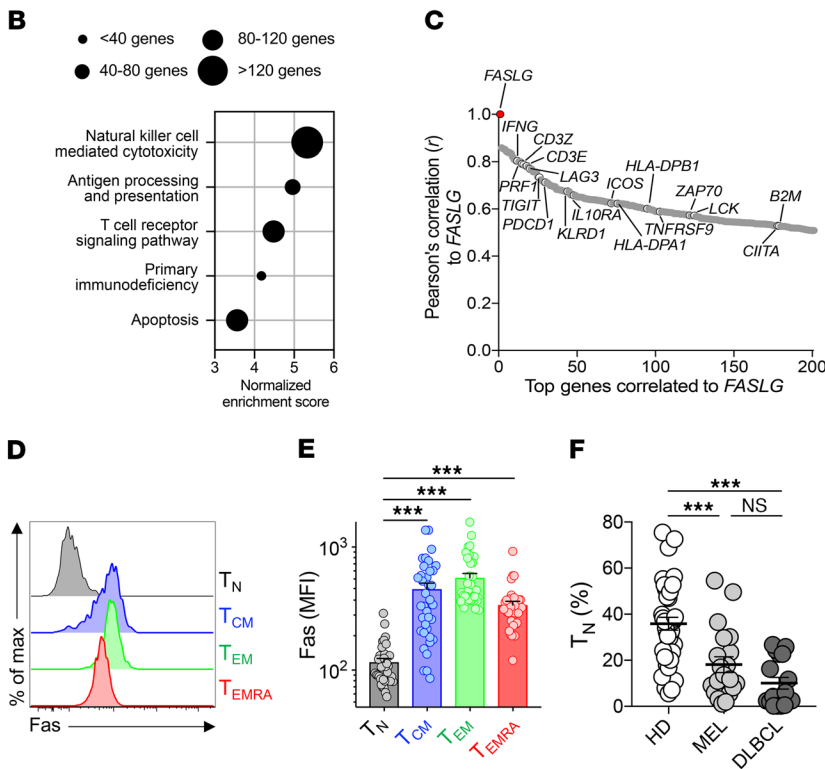 B
<40 genes
80-120 genes
40-80 genes
>120 genes
Natural killer cell
mediated cytotoxicity
Antigen processing
and presentation
T cell receptor
signaling pathway
Primary
immunodeficiency
Apoptosis
3 4 5 6
Normalized
enrichment score
C
FASLG
1.0
0.8
0.6
0.4
0.2
0.0
Pearson's correlation (r)
to FASLG
IFNG
CD3Z
CD3E
LAG3
PRF1
TIGIT
PDCD1
KLRD1
IL10RA
ICOS
HLA-DPB1
HLA-DPA1
TNFRSF9
ZAP70
LCK
B2M
CIITA
0 50 100 150 200
Top genes correlated to FASLG
D
% of max
TN
TCM
TEM
TEMRA
Fas
E
***
***
***
Fas (MFI)
10³
10²
TN
TCM
TEM
TEMRA
F
***
*** NS
TN (%)
80
60
40
20
0
HD
MEL
DLBCL